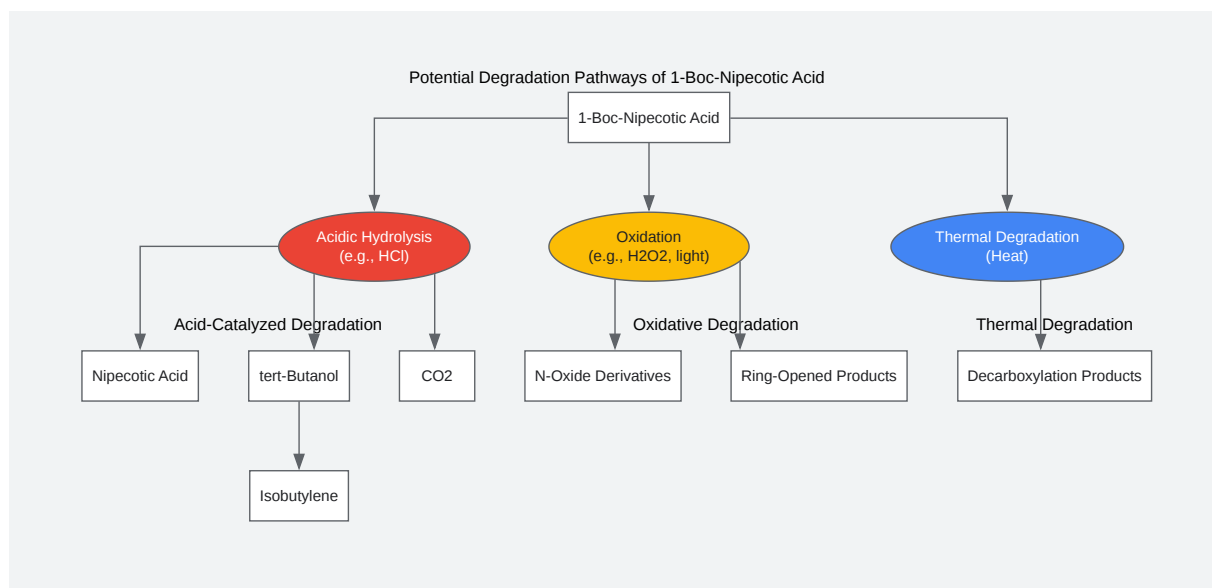 Potential Degradation Pathways of 1-Boc-Nipecotic Acid
1-Boc-Nipecotic Acid
Acidic Hydrolysis
(e.g., HCl)
Oxidation
(e.g., H2O2, light)
Thermal Degradation
(Heat)
Acid-Catalyzed Degradation
Oxidative Degradation
Thermal Degradation
Nipecotic Acid
tert-Butanol
CO2
N-Oxide Derivatives
Ring-Opened Products
Decarboxylation Products
Isobutylene